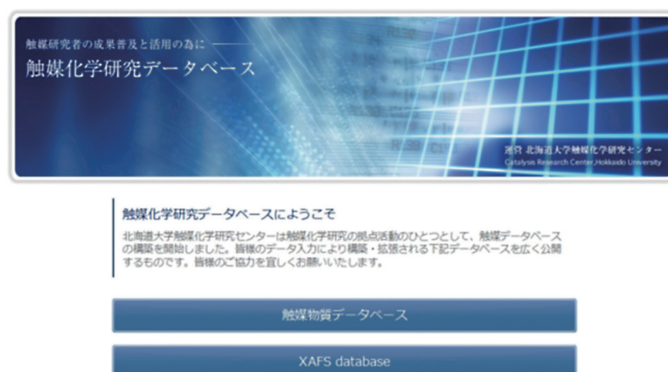 触媒研究者の成果普及と活用の為に
触媒化学研究データベース
運営 北海道大学触媒化学研究センター
Catalysis Research Center,Hokkaido University
触媒化学研究データベースにようこそ
北海道大学触媒化学研究センターは触媒化学研究の拠点活動のひとつとして、触媒データベース
の構築を開始しました。皆様のデータ入力により構築・拡張される下記データベースを広く公開
するものです。皆様のご協力を宜しくお願いいたします。
触媒物質データベース
XAFS database